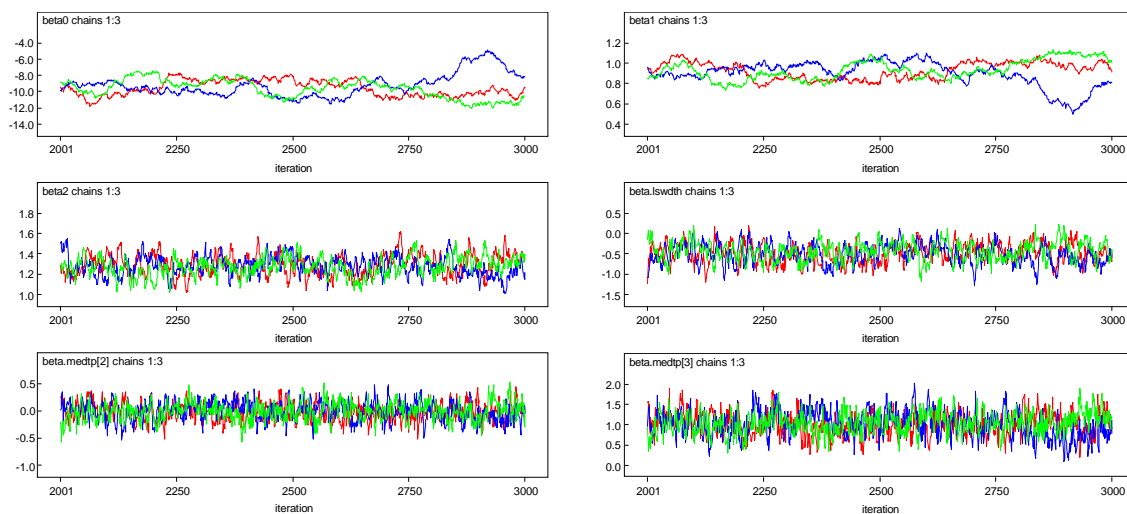 beta0 chains 1:3
-4.0
-6.0
-8.0
-10.0
-12.0
-14.0
2001 2250 2500 2750 3000
iteration
beta1 chains 1:3
1.2
1.0
0.8
0.6
0.4
2001 2250 2500 2750 3000
iteration
beta2 chains 1:3
1.8
1.6
1.4
1.2
1.0
2001 2250 2500 2750 3000
iteration
beta.lswdth chains 1:3
0.5
0.0
-0.5
-1.0
-1.5
2001 2250 2500 2750 3000
iteration
beta.medtp[2] chains 1:3
0.5
0.0
-0.5
-1.0
2001 2250 2500 2750 3000
iteration
beta.medtp[3] chains 1:3
2.0
1.5
1.0
0.5
0.0
2001 2250 2500 2750 3000
iteration